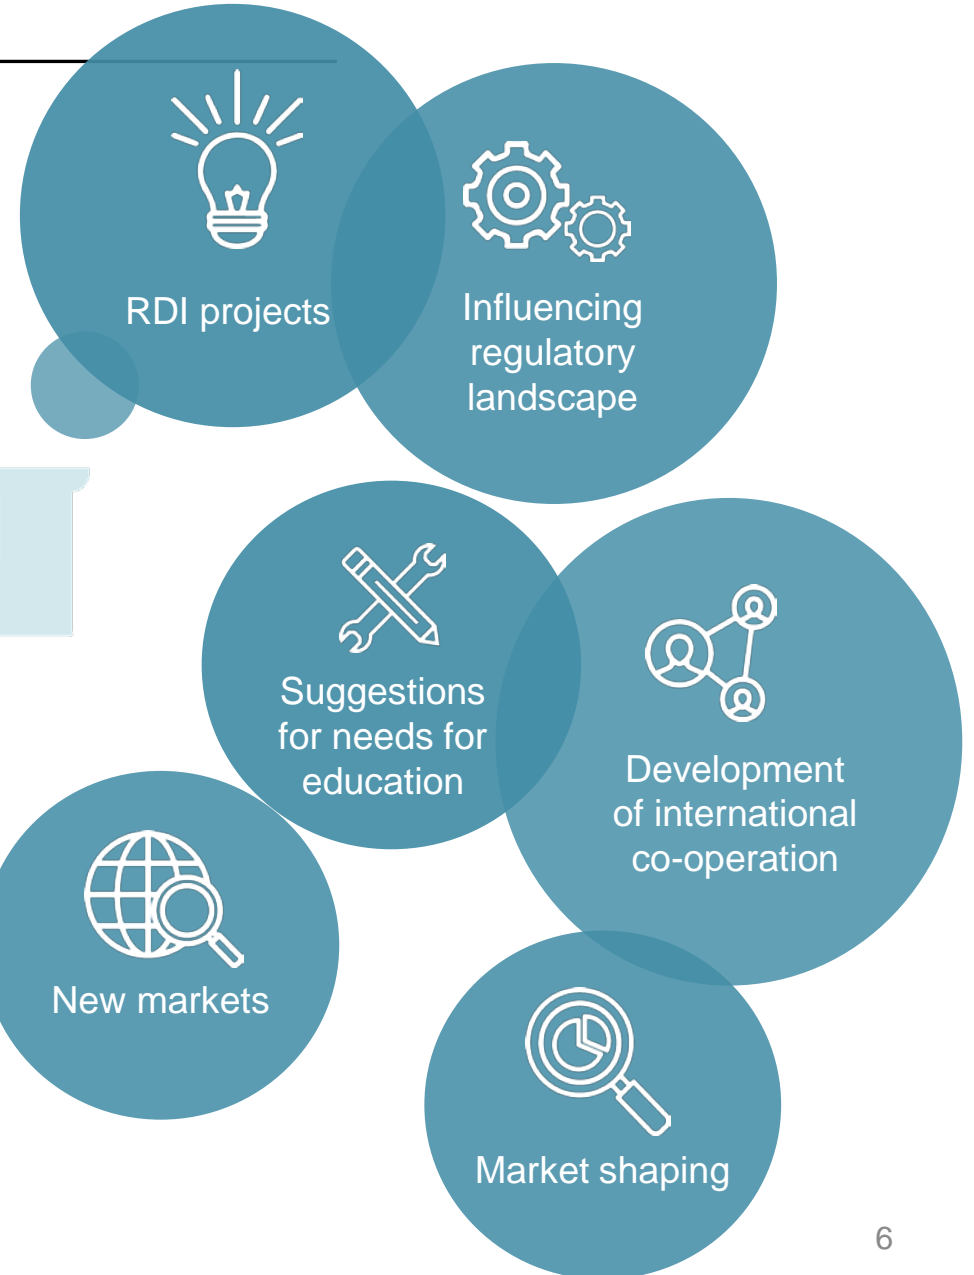 RDI projects
Influencing
regulatory
landscape
Suggestions
for needs for
education
Development
of international
co-operation
New markets
Market shaping
6